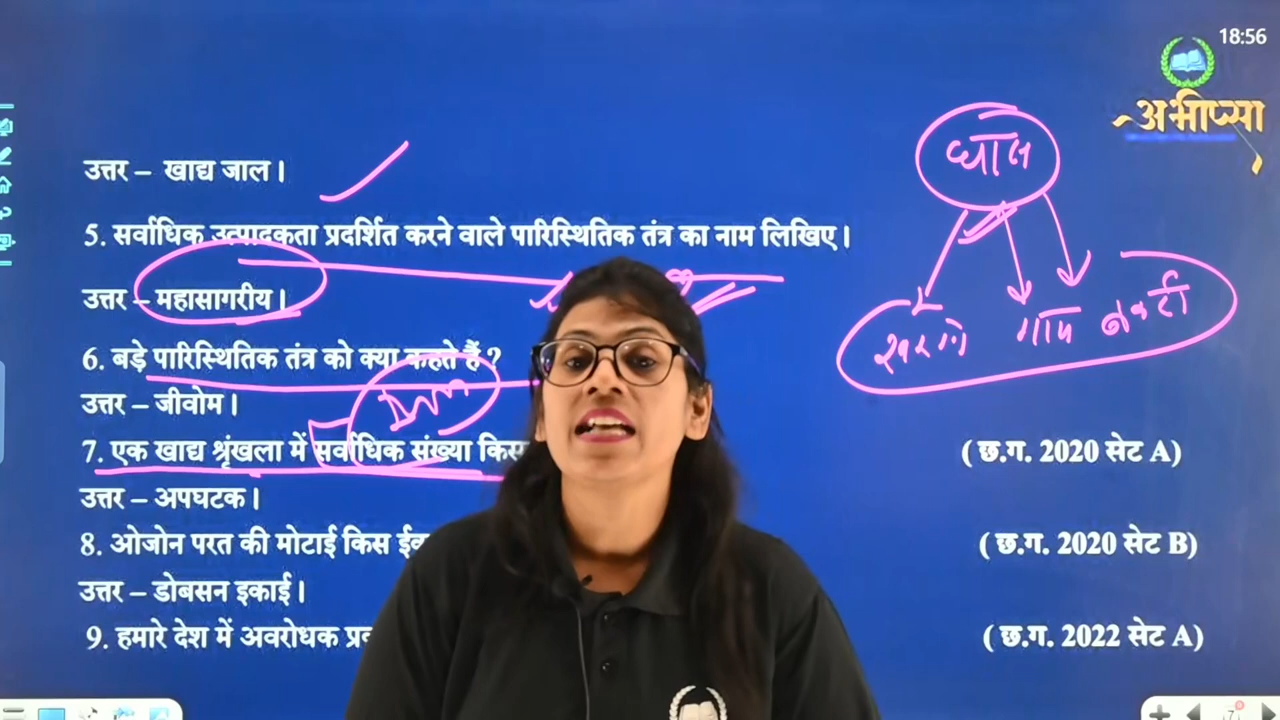 18:56
अभीप्सा
उत्तर – खाद्य जाल।
घास
5. सर्वाधिक उत्पादकता प्रदर्शित करने वाले पारिस्थितिक तंत्र का नाम लिखिए।
उत्तर – महासागरीय।
गाय बकरी
6. बड़े पारिस्थितिक तंत्र को क्या कहते हैं ?
उत्तर – जीवोम।
7. एक खाद्य श्रृंखला में सर्वाधिक संख्या किस
( छ.ग. 2020 सेट A)
उत्तर – अपघटक।
8. ओजोन परत की मोटाई किस
( छ.ग. 2020 सेट B)
उत्तर – डोबसन इकाई।
9. हमारे देश में अवरोधक
( छ.ग. 2022 सेट A)